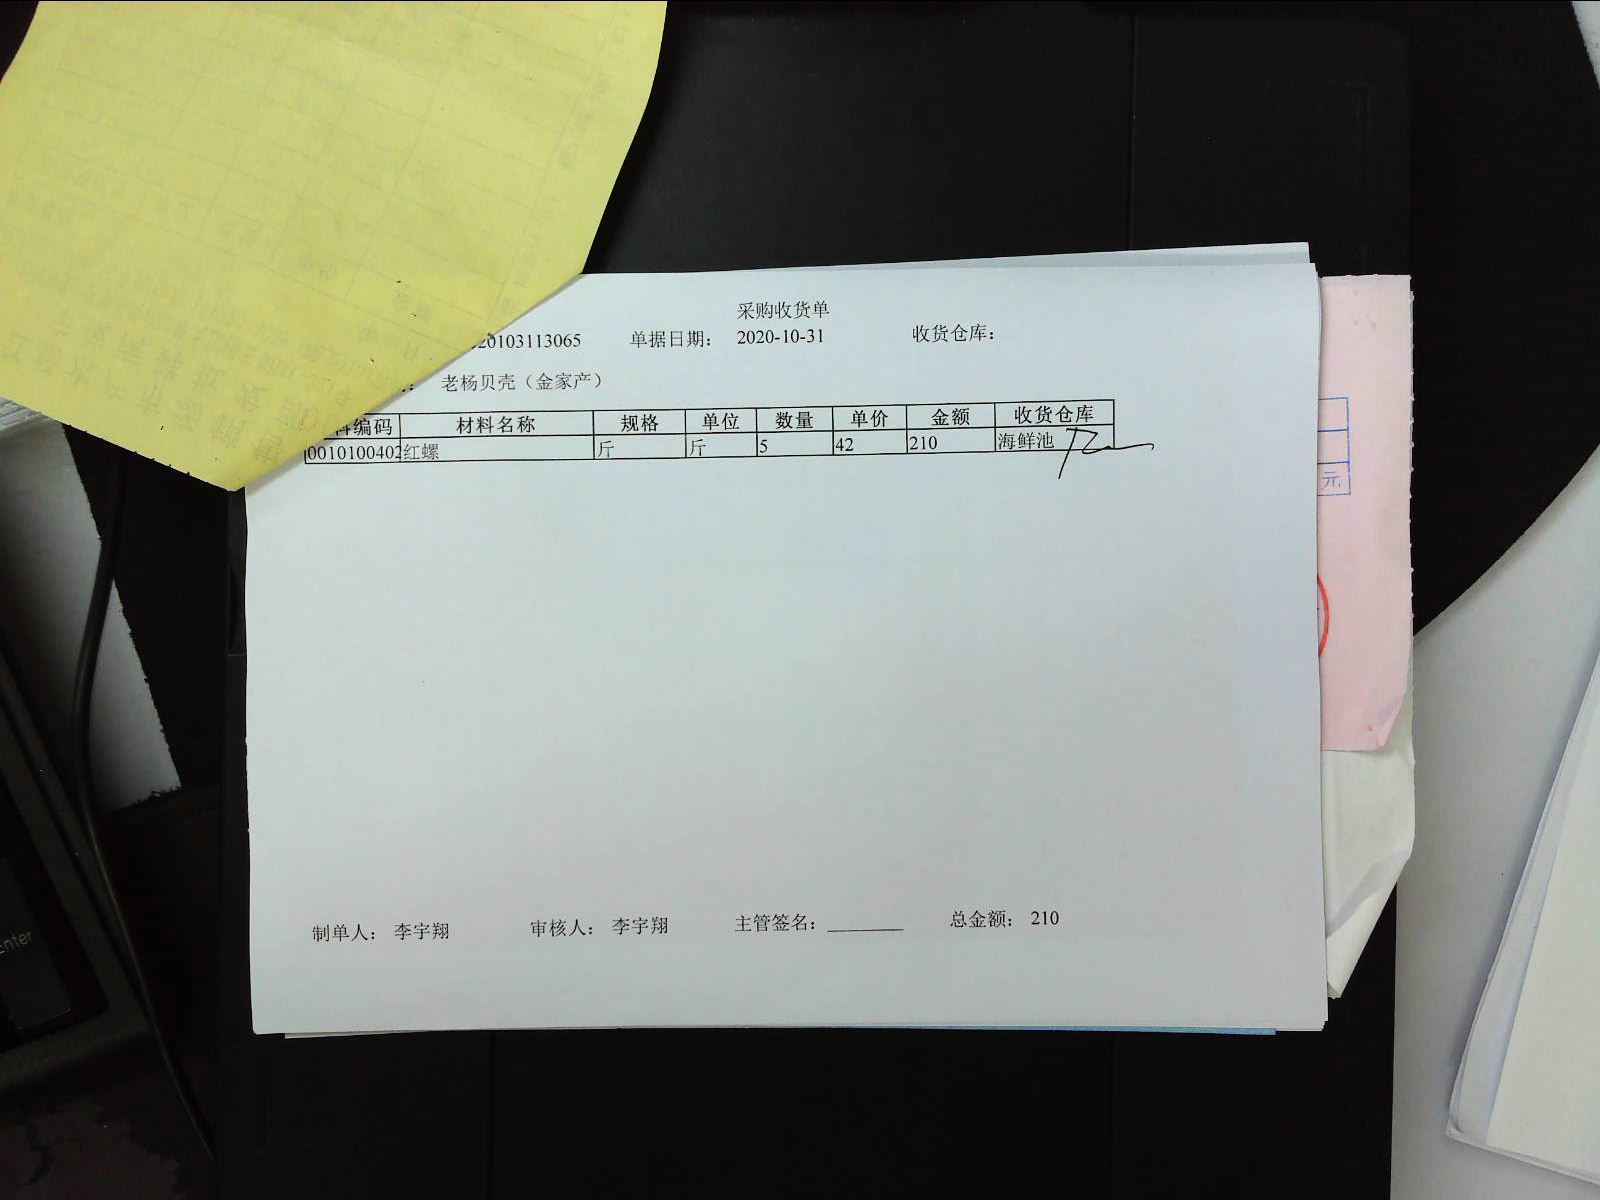 采购收货单
20103113065 单据日期： 2020-10-31 收货仓库：
老杨贝壳（金家产）
编码 材料名称 规格 单位 数量 单价 金额 收货仓库
0010100402 红螺 斤 斤 5 42 210 海鲜池
元
制单人： 李宇翔 审核人： 李宇翔 主管签名： 总金额： 210
Enter